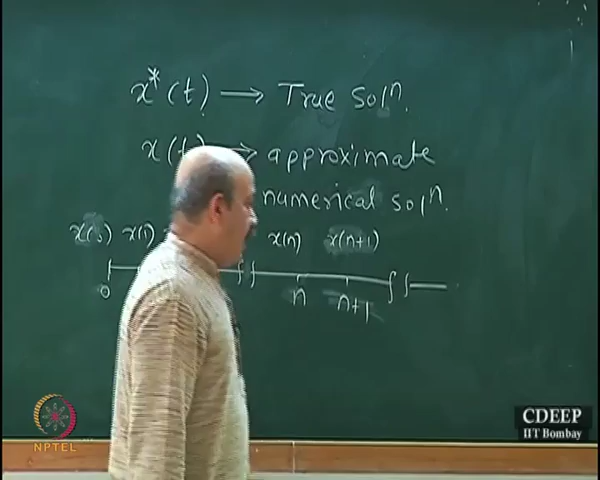 x*(t) → True solⁿ.
x(t) → approximate
numerical solⁿ.
x(0) x(1) x(n) x(n+1)
0 n n+1
NPTEL
CDEEP
IIT Bombay